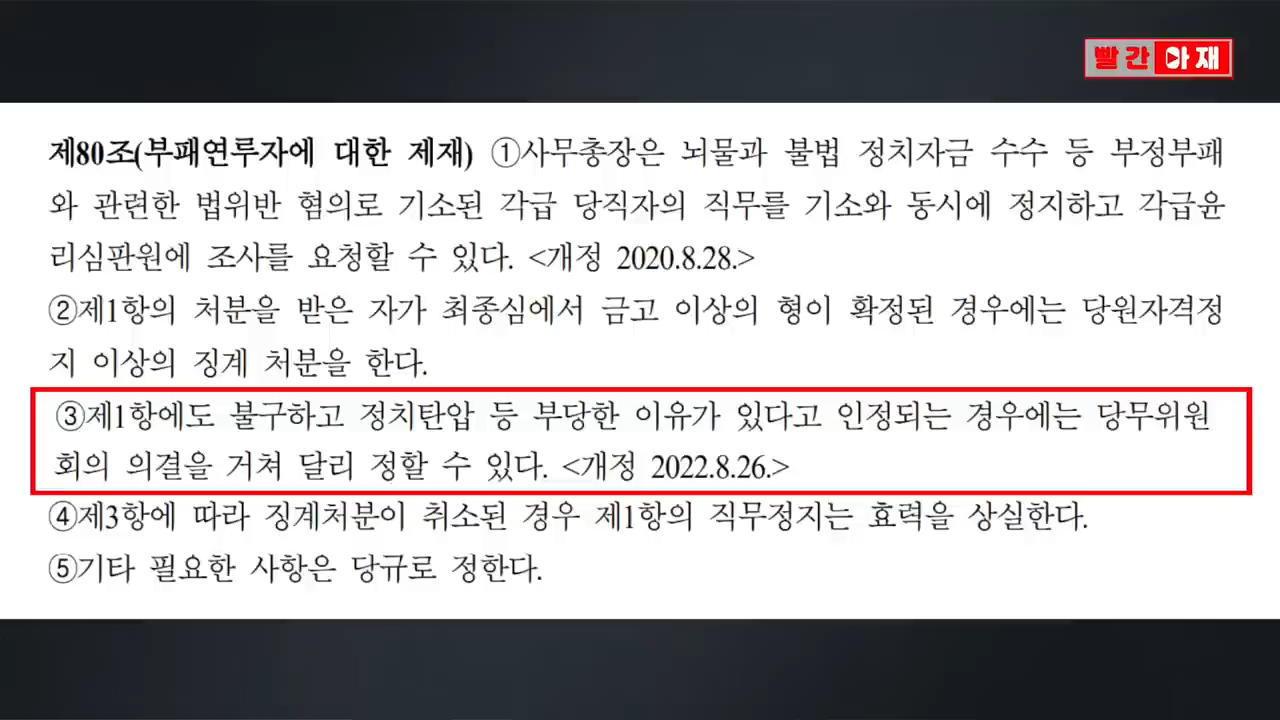 빨간아재
제80조(부패연루자에 대한 제재) ①사무총장은 뇌물과 불법 정치자금 수수 등 부정부패
와 관련한 법위반 혐의로 기소된 각급 당직자의 직무를 기소와 동시에 정지하고 각급윤
리심판원에 조사를 요청할 수 있다. <개정 2020.8.28.>
②제1항의 처분을 받은 자가 최종심에서 금고 이상의 형이 확정된 경우에는 당원자격정
지 이상의 징계 처분을 한다.
③제1항에도 불구하고 정치탄압 등 부당한 이유가 있다고 인정되는 경우에는 당무위원
회의 의결을 거쳐 달리 정할 수 있다. <개정 2022.8.26.>
④제3항에 따라 징계처분이 취소된 경우 제1항의 직무정지는 효력을 상실한다.
⑤기타 필요한 사항은 당규로 정한다.